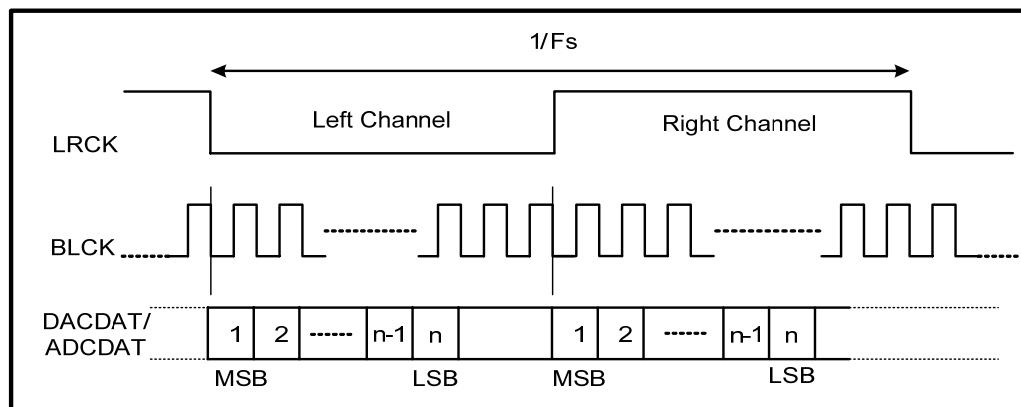 1/Fs
Left Channel
Right Channel
LRCK
BLCK
DACDAT/
ADCDAT
1 2 n-1 n 1 2 n-1 n
MSB LSB MSB LSB